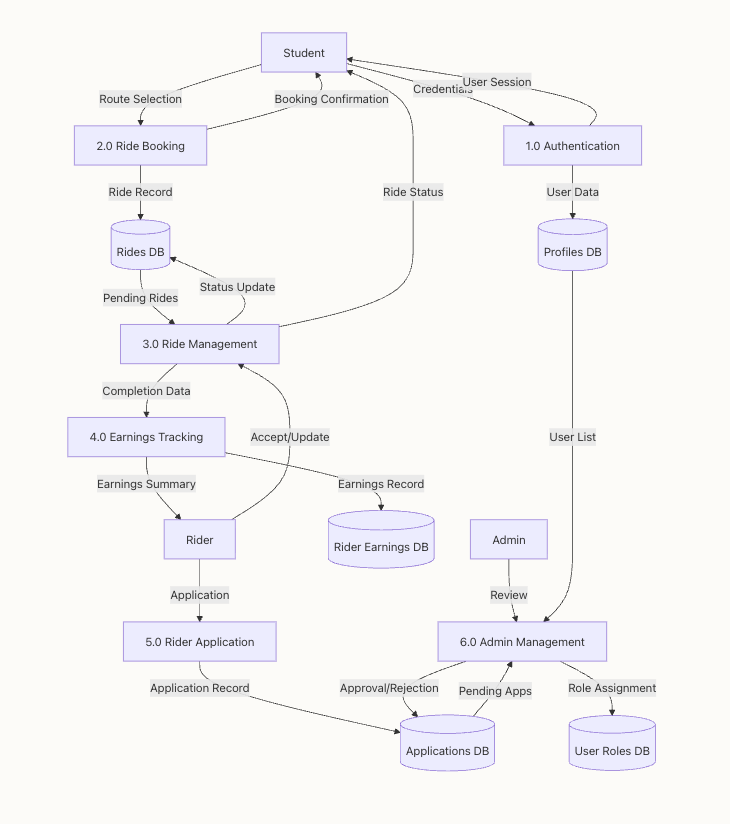 Student
User Session
Credentials
Route Selection
Booking Confirmation
2.0 Ride Booking
1.0 Authentication
Ride Record
Ride Status
User Data
Rides DB
Profiles DB
Status Update
Pending Rides
3.0 Ride Management
Completion Data
4.0 Earnings Tracking
Accept/Update
User List
Earnings Summary
Earnings Record
Rider
Rider Earnings DB
Admin
Application
Review
5.0 Rider Application
6.0 Admin Management
Application Record
Approval/Rejection
Pending Apps
Role Assignment
Applications DB
User Roles DB